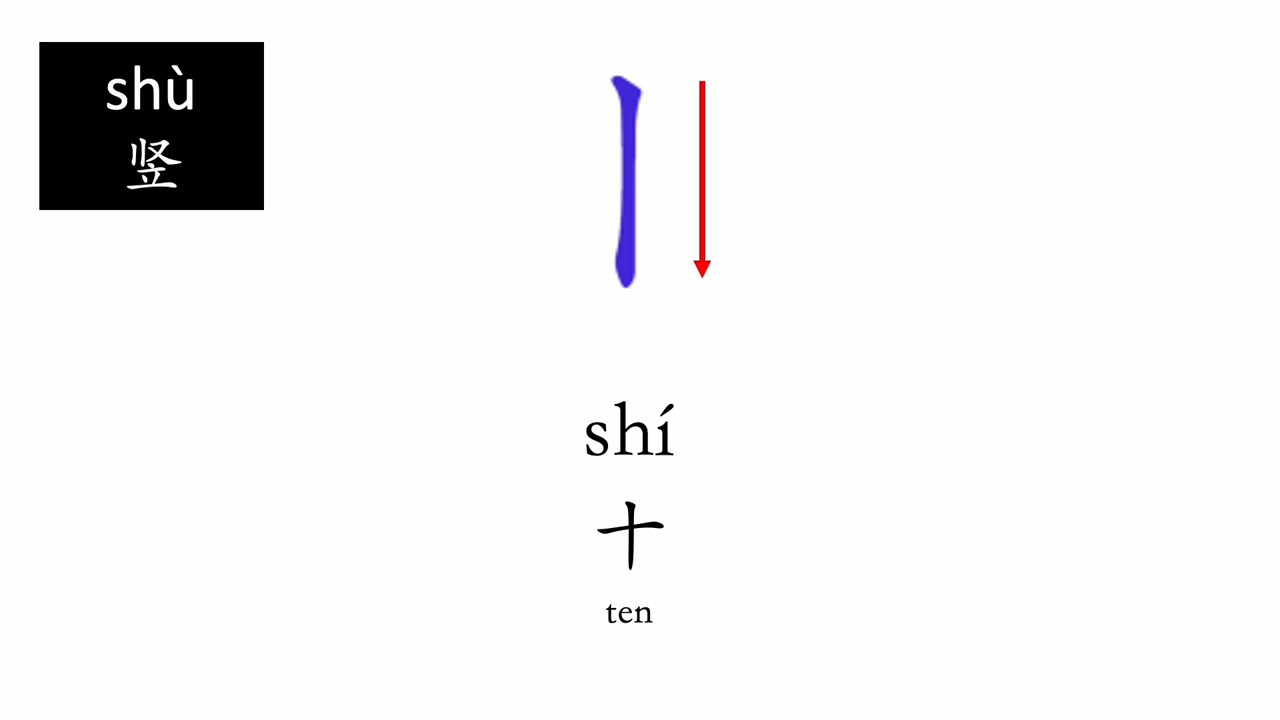 shù
竖
shí
十
ten